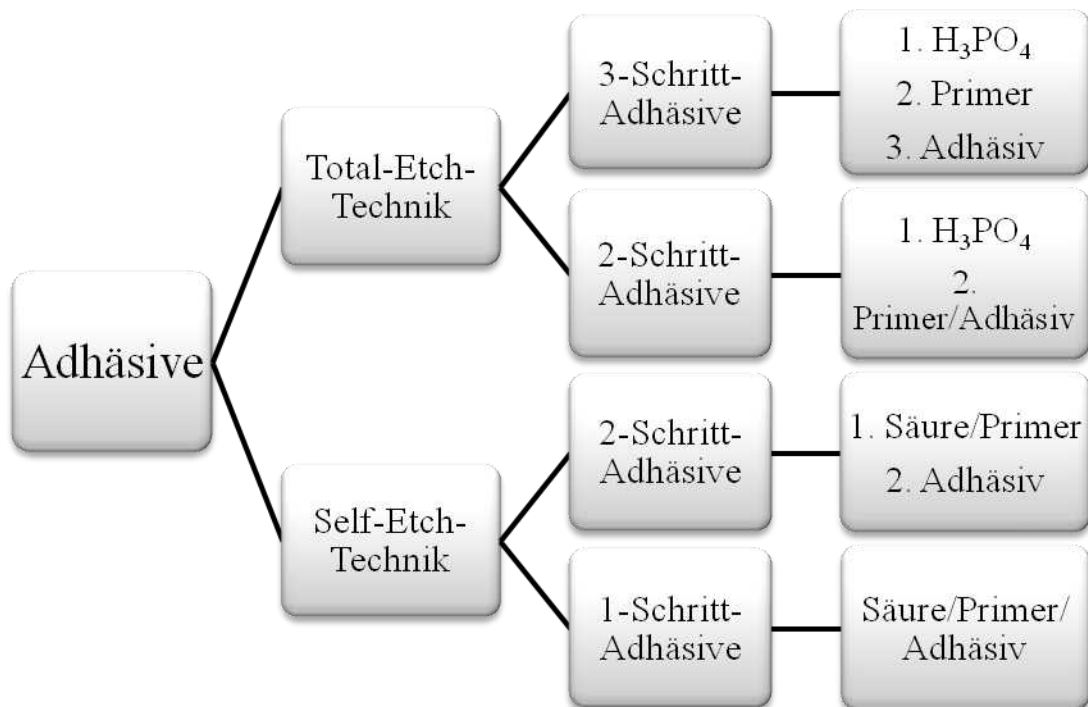 Adhäsive
Total-Etch-
Technik
3-Schritt-
Adhäsive
1. H₃PO₄
2. Primer
3. Adhäsiv
2-Schritt-
Adhäsive
1. H₃PO₄
2.
Primer/Adhäsiv
Self-Etch-
Technik
2-Schritt-
Adhäsive
1. Säure/Primer
2. Adhäsiv
1-Schritt-
Adhäsive
Säure/Primer/
Adhäsiv